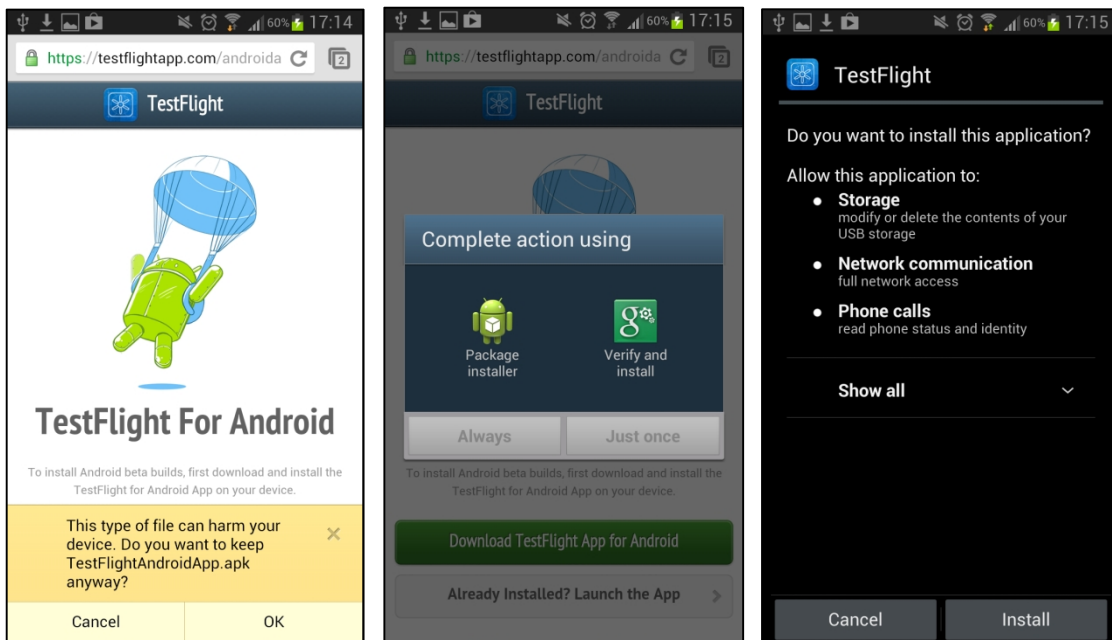 60% 17:14
https://testflightapp.com/androida
2
TestFlight
TestFlight For Android
To install Android beta builds, first download and install the
TestFlight for Android App on your device.
This type of file can harm your
device. Do you want to keep
TestFlightAndroidApp.apk
anyway?
Cancel OK
60% 17:15
https://testflightapp.com/androida
2
TestFlight
Complete action using
Package
installer
Verify and
install
Always Just once
To install Android beta builds, first download and install the
TestFlight for Android App on your device.
Download TestFlight App for Android
Already Installed? Launch the App
60% 17:15
TestFlight
Do you want to install this application?
Allow this application to:
• Storage
modify or delete the contents of your
USB storage
• Network communication
full network access
• Phone calls
read phone status and identity
Show all
Cancel Install